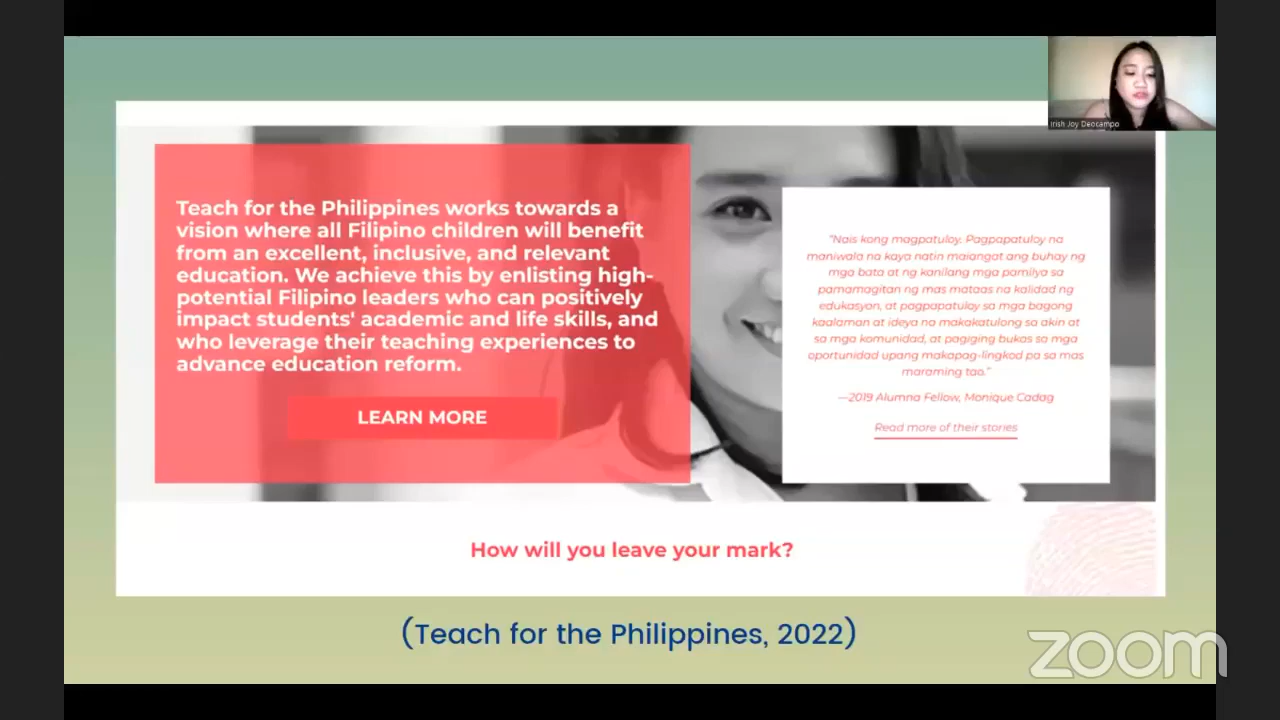 Irish Joy Deocampo
Teach for the Philippines works towards a
vision where all Filipino children will benefit
from an excellent, inclusive, and relevant
education. We achieve this by enlisting high-
potential Filipino leaders who can positively
impact students' academic and life skills, and
who leverage their teaching experiences to
advance education reform.
LEARN MORE
"Nais kong magpatuloy. Pagpapatuloy na
maniwala na kaya natin maiangat ang buhay ng
mga bata at ng kanilang mga pamilya sa
pamamagitan ng mas mataas na kalidad ng
edukasyon, at pagpapatuloy sa mga bagong
kaalaman at ideya na makakatulong sa akin at
sa mga komunidad, at pagiging bukas sa mga
oportunidad upang makapag-lingkod pa sa mas
maraming tao."
—2019 Alumna Fellow, Monique Cadag
Read more of their stories
How will you leave your mark?
(Teach for the Philippines, 2022)
zoom